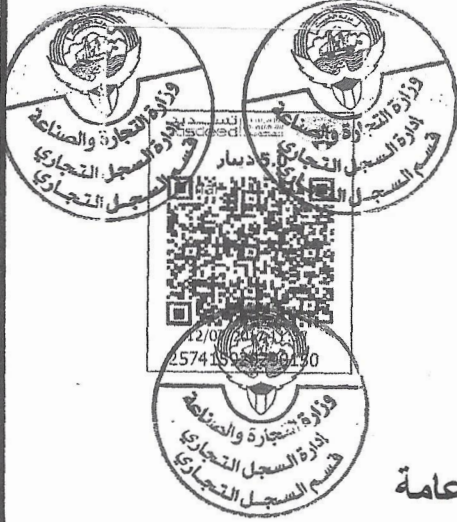 وزارة التجارة والصناعة
إدارة السجل التجاري
قسم السجل التجاري
وزارة التجارة والصناعة
إدارة السجل التجاري
قسم السجل التجاري
تسديد
tasdeed
دينار
وزارة التجارة والصناعة
إدارة السجل التجاري
قسم السجل التجاري
عامة